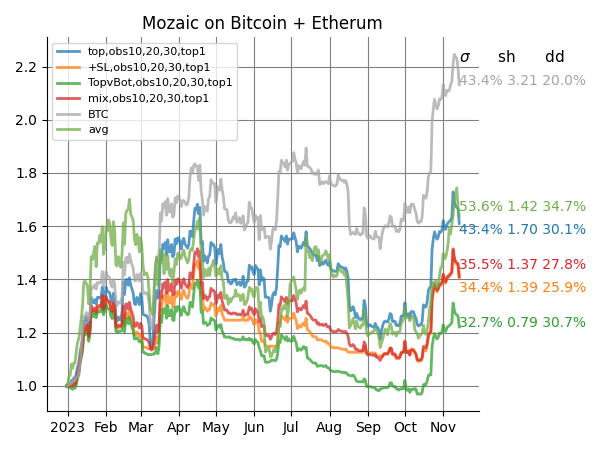 Mozaic on Bitcoin + Etherum
top,obs10,20,30,top1
+SL,obs10,20,30,top1
TopvBot,obs10,20,30,top1
mix,obs10,20,30,top1
BTC
avg
σ sh dd
43.4% 3.21 20.0%
53.6% 1.42 34.7%
43.4% 1.70 30.1%
35.5% 1.37 27.8%
34.4% 1.39 25.9%
32.7% 0.79 30.7%
2.2
2.0
1.8
1.6
1.4
1.2
1.0
2023 Feb Mar Apr May Jun Jul Aug Sep Oct Nov